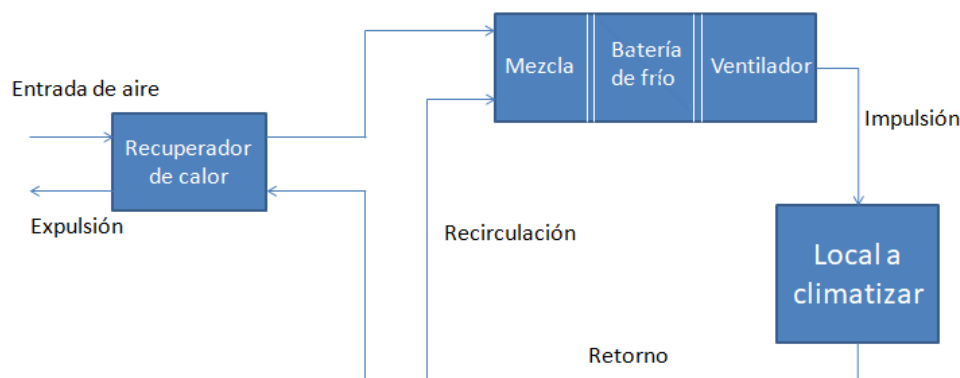 Entrada de aire
Recuperador
de calor
Expulsión
Mezcla
Batería
de frío
Ventilador
Impulsión
Recirculación
Local a
climatizar
Retorno